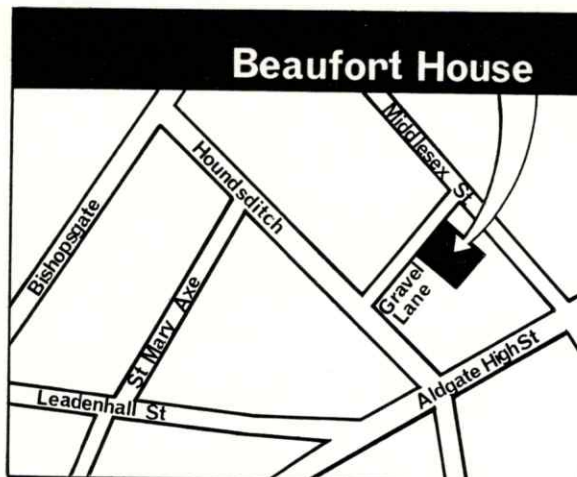 Beaufort House
Middlesex St
Houndsditch
Bishopsgate
Gravel
Lane
St Mary Axe
Aldgate High St
Leadenhall St